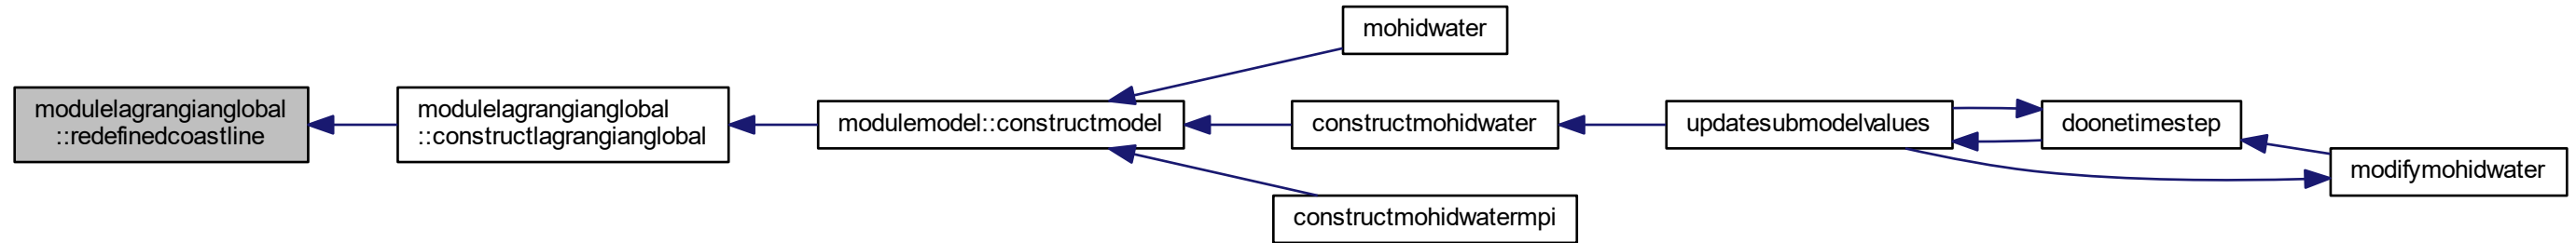 modulelagrangianglobal
::redefinedcoastline
modulelagrangianglobal
::constructlagrangianglobal
modulemodel::constructmodel
mohidwater
constructmohidwater
constructmohidwatermpi
updatesubmodelvalues
doonetimestep
modifymohidwater